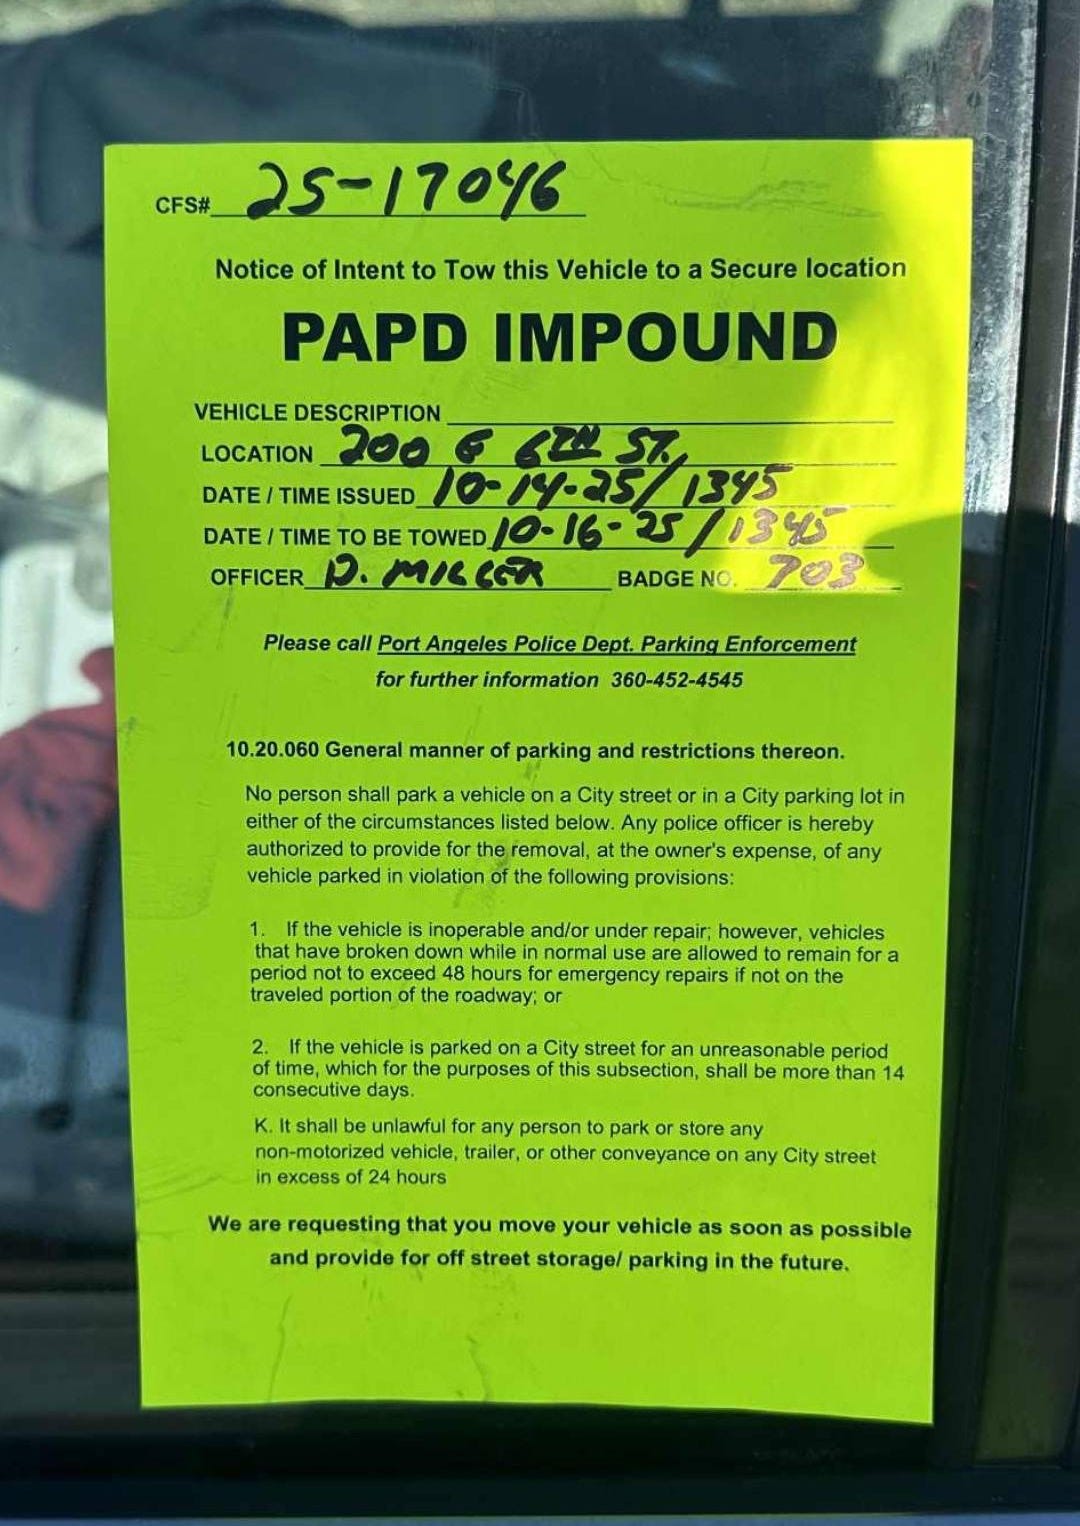 CFS# 25-17046
Notice of Intent to Tow this Vehicle to a Secure location
PAPD IMPOUND
VEHICLE DESCRIPTION
LOCATION 200 E 6TH ST.
DATE / TIME ISSUED 10-14-25/1345
DATE / TIME TO BE TOWED 10-16-25/1345
OFFICER D. MILLER BADGE NO. 703
Please call Port Angeles Police Dept. Parking Enforcement
for further information 360-452-4545
10.20.060 General manner of parking and restrictions thereon.
No person shall park a vehicle on a City street or in a City parking lot in
either of the circumstances listed below. Any police officer is hereby
authorized to provide for the removal, at the owner's expense, of any
vehicle parked in violation of the following provisions:
1. If the vehicle is inoperable and/or under repair; however, vehicles
that have broken down while in normal use are allowed to remain for a
period not to exceed 48 hours for emergency repairs if not on the
traveled portion of the roadway; or
2. If the vehicle is parked on a City street for an unreasonable period
of time, which for the purposes of this subsection, shall be more than 14
consecutive days.
K. It shall be unlawful for any person to park or store any
non-motorized vehicle, trailer, or other conveyance on any City street
in excess of 24 hours
We are requesting that you move your vehicle as soon as possible
and provide for off street storage/ parking in the future.